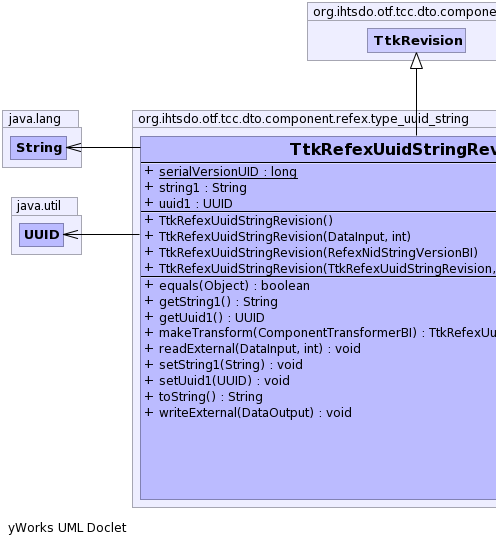 org.ihtsdo.otf.tcc.dto.component
TtkRevision
java.lang
String
org.ihtsdo.otf.tcc.dto.component.refex.type_uuid_string
TtkRefexUuidStringRev
+ serialVersionUID : long
+ string1 : String
+ uuid1 : UUID
java.util
UUID
+ TtkRefexUuidStringRevision()
+ TtkRefexUuidStringRevision(DataInput, int)
+ TtkRefexUuidStringRevision(RefexNidStringVersionBI)
+ TtkRefexUuidStringRevision(TtkRefexUuidStringRevision,
+ equals(Object) : boolean
+ getString1() : String
+ getUuid1() : UUID
+ makeTransform(ComponentTransformerBI) : TtkRefexUu
+ readExternal(DataInput, int) : void
+ setString1(String) : void
+ setUuid1(UUID) : void
+ toString() : String
+ writeExternal(DataOutput) : void
yWorks UML Doclet